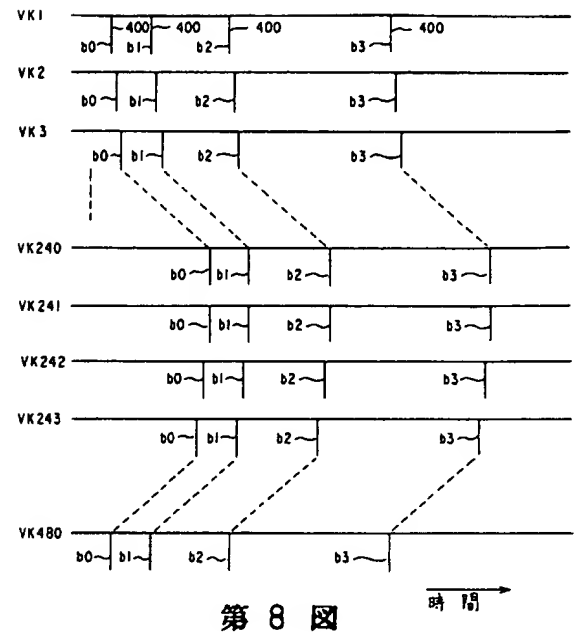 VK1
400 400 400 400
b0 b1 b2 b3
VK2
b0 b1 b2 b3
VK3
b0 b1 b2 b3
VK240
b0 b1 b2 b3
VK241
b0 b1 b2 b3
VK242
b0 b1 b2 b3
VK243
b0 b1 b2 b3
VK480
b0 b1 b2 b3
時 間
第 8 図